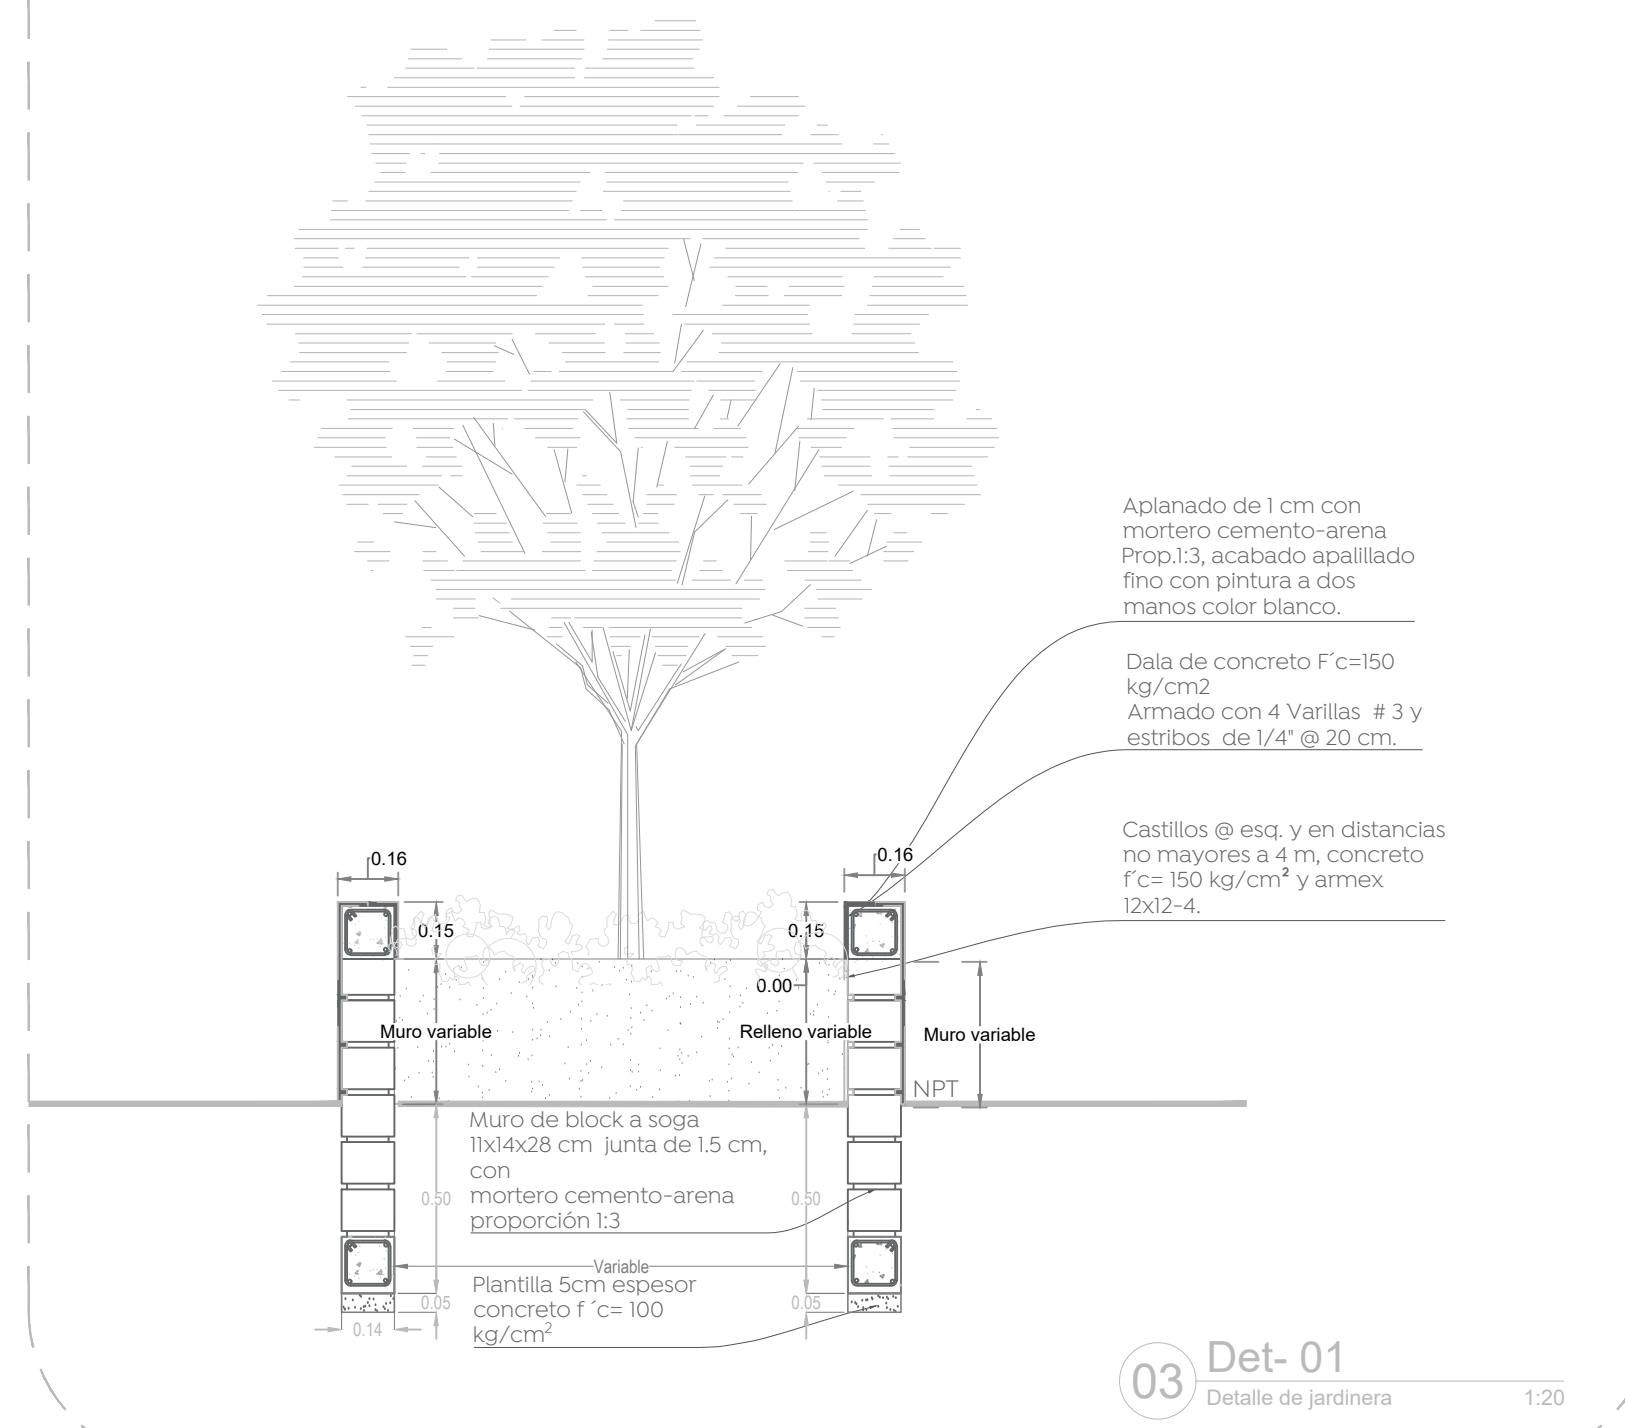 Aplanado de 1 cm con
mortero cemento-arena
Prop.1:3, acabado apalillado
fino con pintura a dos
manos color blanco.
Dala de concreto F´c=150
kg/cm2
Armado con 4 Varillas # 3 y
estribos de 1/4" @ 20 cm.
Castillos @ esq. y en distancias
no mayores a 4 m, concreto
f´c= 150 kg/cm² y armex
12x12-4.
0.16
0.16
0.15
0.15
0.00
Muro variable
Relleno variable
Muro variable
NPT
Muro de block a soga
11x14x28 cm junta de 1.5 cm,
con
mortero cemento-arena
proporción 1:3
0.50
0.50
Variable
Plantilla 5cm espesor
concreto f ´c= 100
kg/cm²
0.05
0.05
0.14
03
Det- 01
Detalle de jardinera
1:20